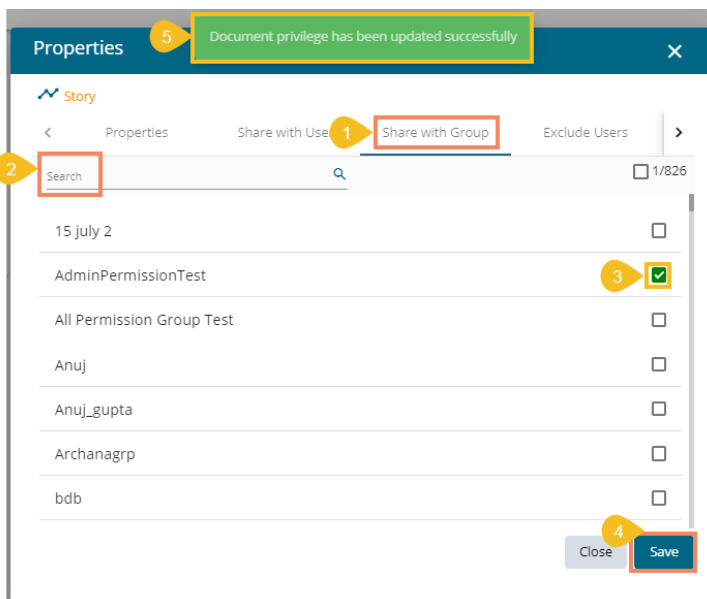 5
Document privilege has been updated successfully
Properties
Story
Properties
Share with Use
1
Share with Group
Exclude Users
2
Search
1/826
15 july 2
AdminPermissionTest
3
All Permission Group Test
Anuj
Anuj_gupta
Archanagrp
bdb
4
Close
Save